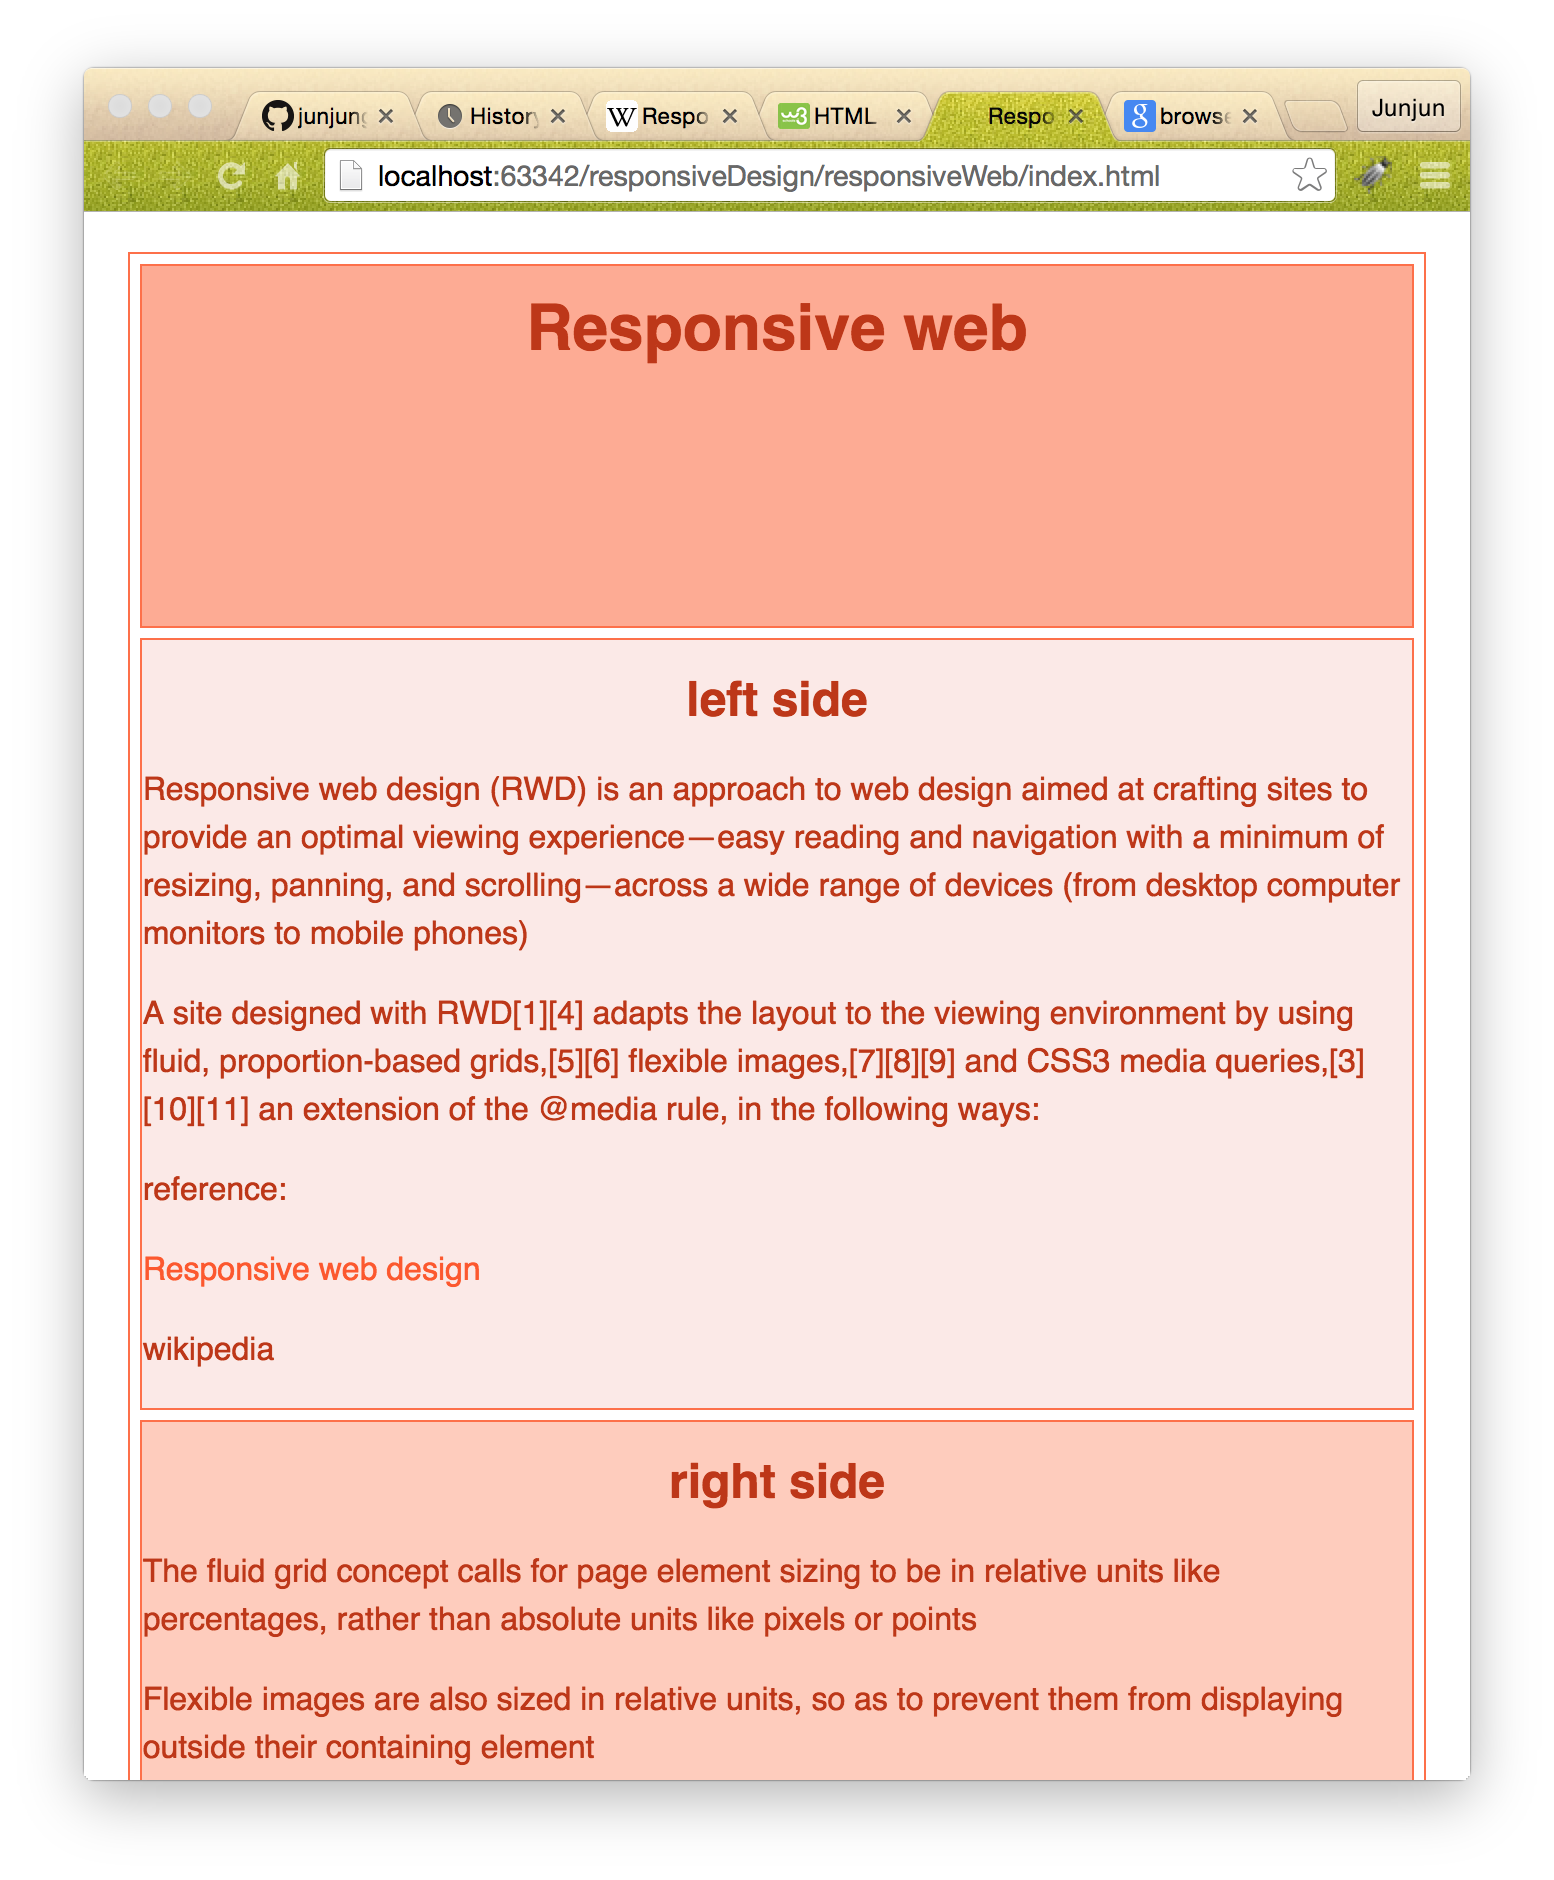 junjung
History
W Respo
w3 HTML
Respo
g browse
Junjun
localhost:63342/responsiveDesign/responsiveWeb/index.html
Responsive web
left side
Responsive web design (RWD) is an approach to web design aimed at crafting sites to
provide an optimal viewing experience—easy reading and navigation with a minimum of
resizing, panning, and scrolling—across a wide range of devices (from desktop computer
monitors to mobile phones)
A site designed with RWD[1][4] adapts the layout to the viewing environment by using
fluid, proportion-based grids,[5][6] flexible images,[7][8][9] and CSS3 media queries,[3]
[10][11] an extension of the @media rule, in the following ways:
reference:
Responsive web design
wikipedia
right side
The fluid grid concept calls for page element sizing to be in relative units like
percentages, rather than absolute units like pixels or points
Flexible images are also sized in relative units, so as to prevent them from displaying
outside their containing element